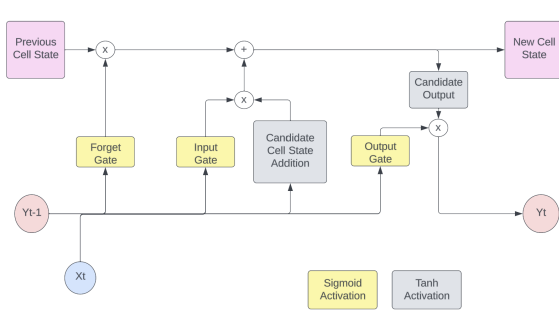 Previous
Cell State
x
+
New Cell
State
Candidate
Output
x
x
Forget
Gate
Input
Gate
Candidate
Cell State
Addition
Output
Gate
Yt-1
Yt
Xt
Sigmoid
Activation
Tanh
Activation